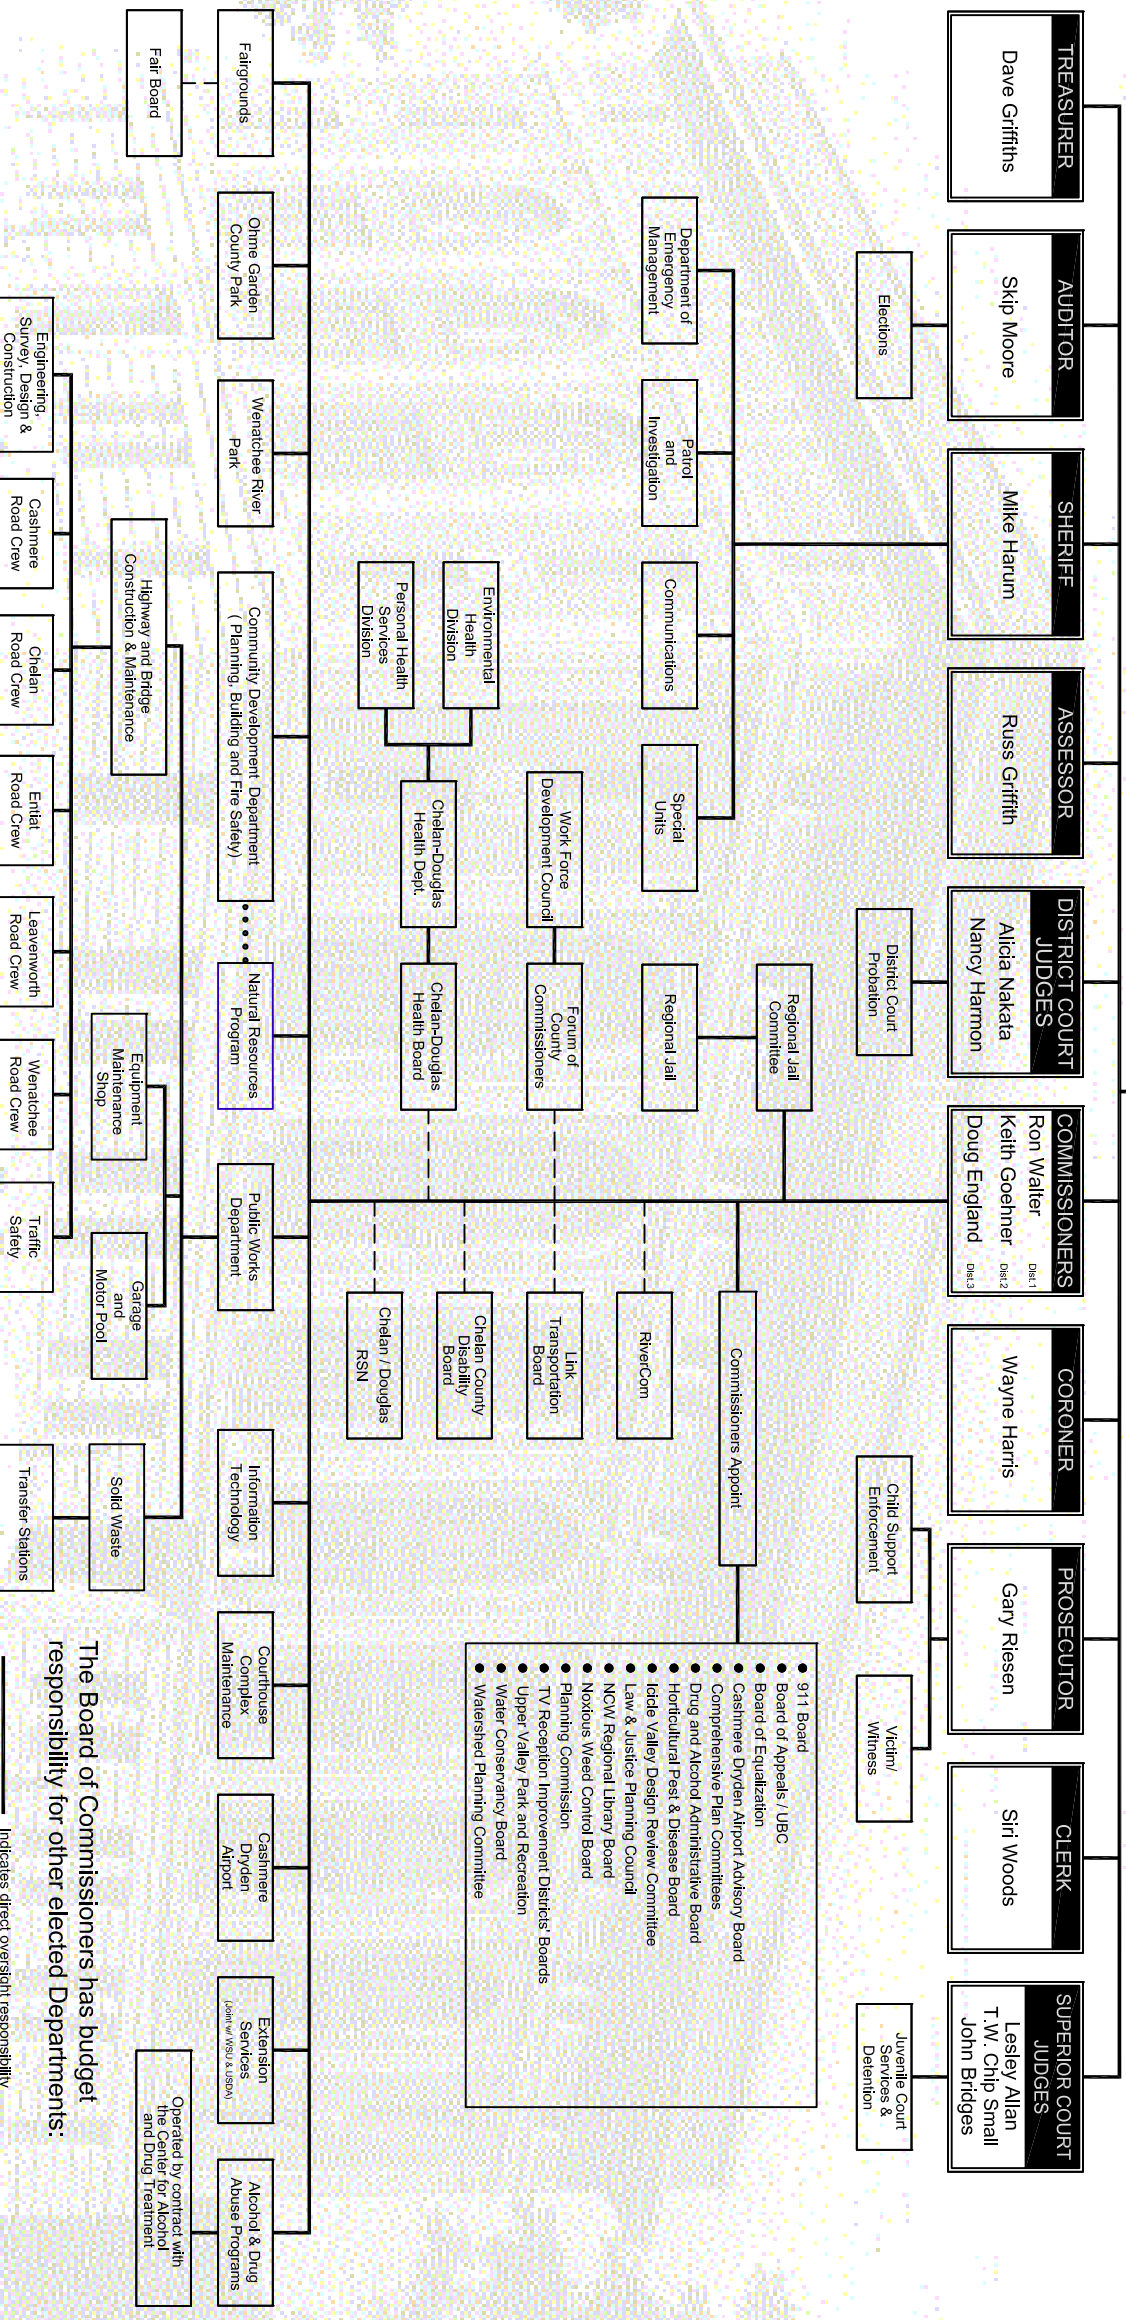 TREASURER
Dave Griffiths
AUDITOR
Skip Moore
SHERIFF
Mike Harum
ASSESSOR
Russ Griffith
DISTRICT COURT
JUDGES
Alicia Nakata
Nancy Harmon
COMMISSIONERS
Ron Walter Dist.1
Keith Goehner Dist.2
Doug England Dist.3
CORONER
Wayne Harris
PROSECUTOR
Gary Riesen
CLERK
Siri Woods
SUPERIOR COURT
JUDGES
Lesley Allan
T.W. Chip Small
John Bridges
Elections
District Court
Probation
Child Support
Enforcement
Victim/
Witness
Juvenile Court
Services &
Detention
Regional Jail
Committee
Commissioners Appoint
911 Board
Board of Appeals / UBC
Board of Equalization
Cashmere Dryden Airport Advisory Board
Comprehensive Plan Committees
Drug and Alcohol Administrative Board
Horticultural Pest & Disease Board
Icicle Valley Design Review Committee
Law & Justice Planning Council
NCW Regional Library Board
Noxious Weed Control Board
Planning Commission
TV Reception Improvement Districts' Boards
Upper Valley Park and Recreation
Water Conservancy Board
Watershed Planning Committee
Department of
Emergency
Management
Patrol
and
Investigation
Communications
Special
Units
Regional Jail
RiverCom
Work Force
Development Council
Forum of
County
Commissioners
Link
Transportation
Board
Environmental
Health
Division
Personal Health
Services
Division
Chelan-Douglas
Health Dept.
Chelan-Douglas
Health Board
Chelan County
Disability
Board
Chelan / Douglas
RSN
Fairgrounds
Ohme Garden
County Park
Wenatchee River
Park
Community Development Department
( Planning, Building and Fire Safety)
Natural Resources
Program
Public Works
Department
Information
Technology
Courthouse
Complex
Maintenance
Cashmere
Dryden
Airport
Extension
Services
(Joint w/ WSU & USDA)
Alcohol & Drug
Abuse Programs
Fair Board
Highway and Bridge
Construction & Maintenance
Equipment
Maintenance
Shop
Garage
and
Motor Pool
Solid Waste
Operated by contract with
the Center for Alcohol
and Drug Treatment
Engineering,
Survey, Design &
Construction
Cashmere
Road Crew
Chelan
Road Crew
Entiat
Road Crew
Leavenworth
Road Crew
Wenatchee
Road Crew
Traffic
Safety
Transfer Stations
The Board of Commissioners has budget
responsibility for other elected Departments:
Indicates direct oversight responsibility